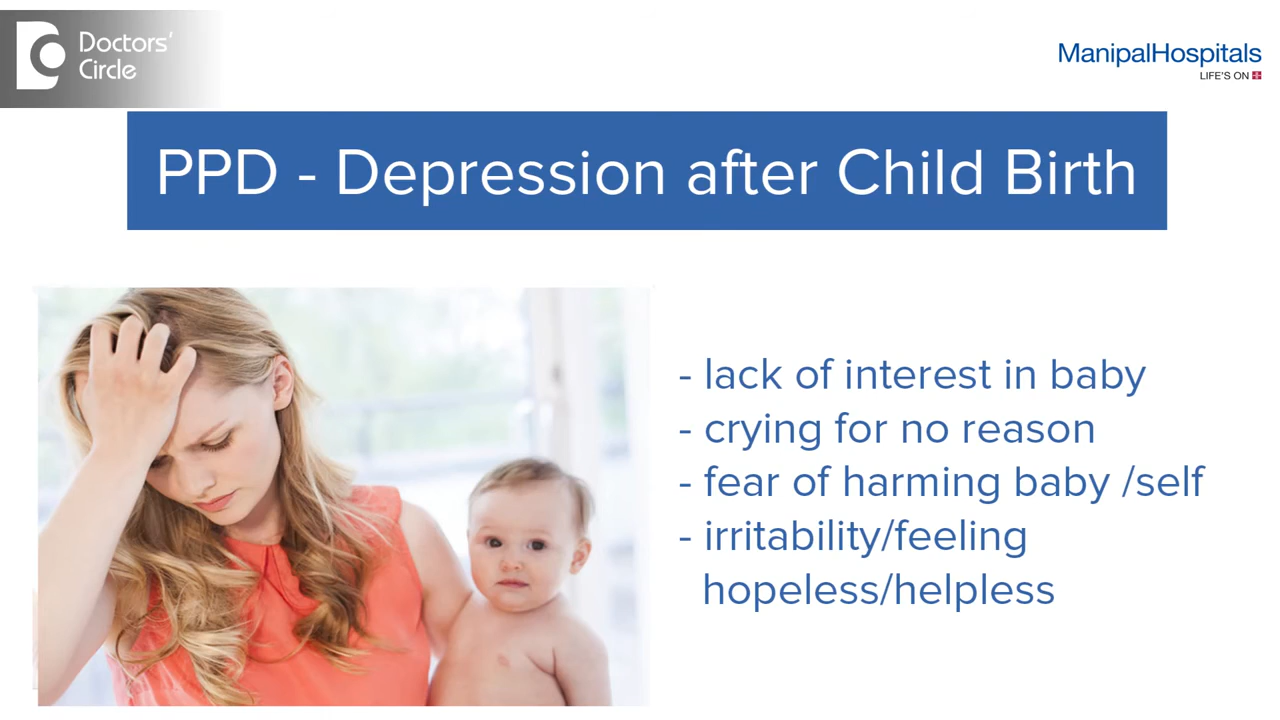 Doctors'
Circle
ManipalHospitals
LIFE'S ON
PPD - Depression after Child Birth
- lack of interest in baby
- crying for no reason
- fear of harming baby /self
- irritability/feeling
hopeless/helpless